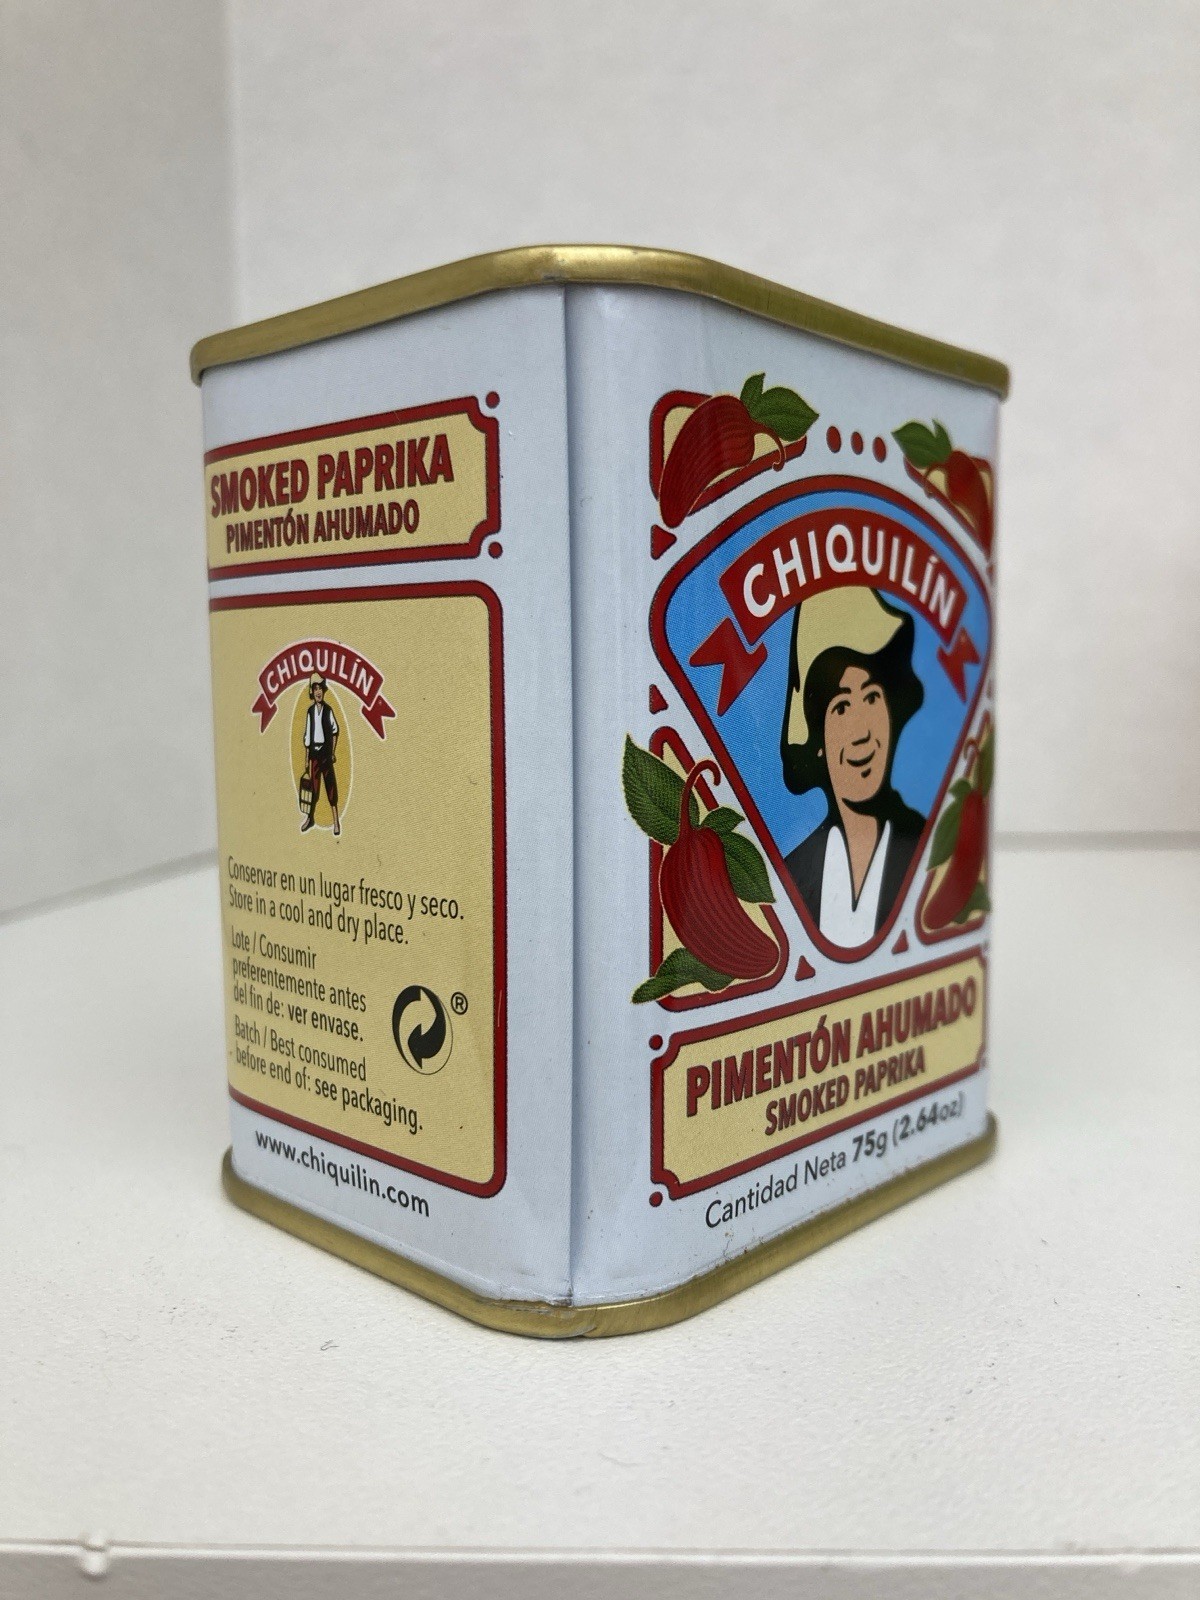 SMOKED PAPRIKA
PIMENTÓN AHUMADO
CHIQUILÍN
Conservar en un lugar fresco y seco.
Store in a cool and dry place.
Lote / Consumir
preferentemente antes
del fin de: ver envase.
Batch / Best consumed
before end of: see packaging.
®
www.chiquilin.com
CHIQUILÍN
PIMENTÓN AHUMADO
SMOKED PAPRIKA
Cantidad Neta 75g (2.64oz)